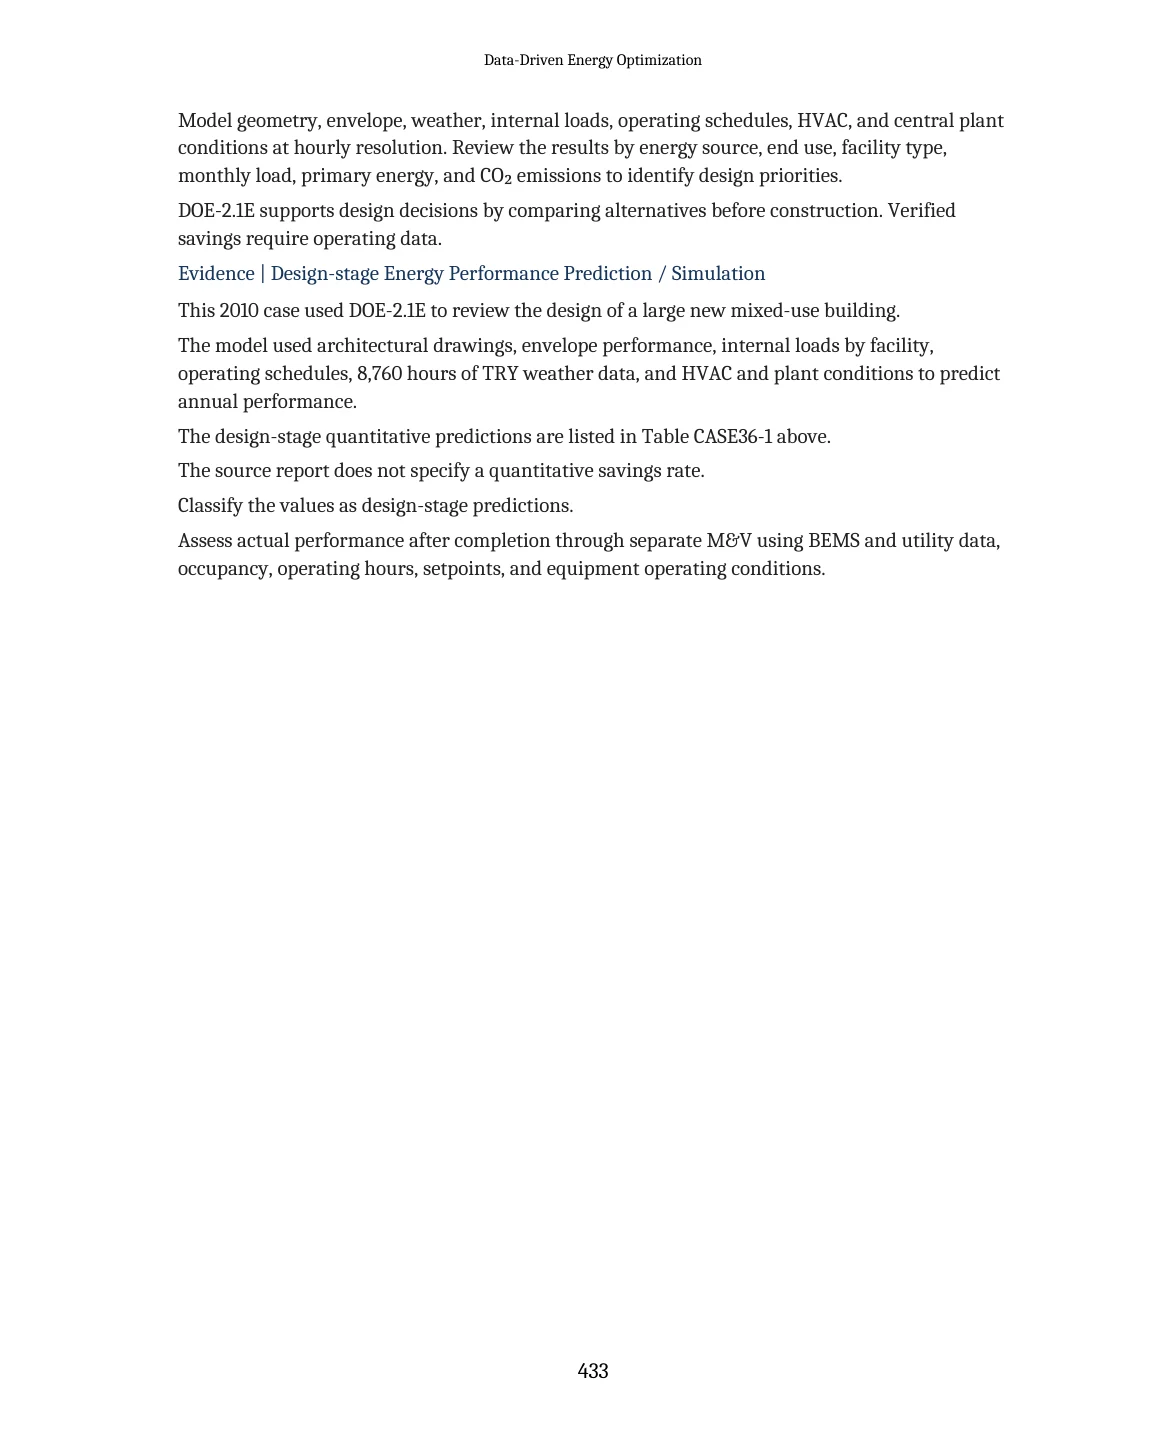 Data-Driven Energy Optimization
Model geometry, envelope, weather, internal loads, operating schedules, HVAC, and central plant
conditions at hourly resolution. Review the results by energy source, end use, facility type,
monthly load, primary energy, and CO₂ emissions to identify design priorities.
DOE-2.1E supports design decisions by comparing alternatives before construction. Verified
savings require operating data.
Evidence | Design-stage Energy Performance Prediction / Simulation
This 2010 case used DOE-2.1E to review the design of a large new mixed-use building.
The model used architectural drawings, envelope performance, internal loads by facility,
operating schedules, 8,760 hours of TRY weather data, and HVAC and plant conditions to predict
annual performance.
The design-stage quantitative predictions are listed in Table CASE36-1 above.
The source report does not specify a quantitative savings rate.
Classify the values as design-stage predictions.
Assess actual performance after completion through separate M&V using BEMS and utility data,
occupancy, operating hours, setpoints, and equipment operating conditions.
433